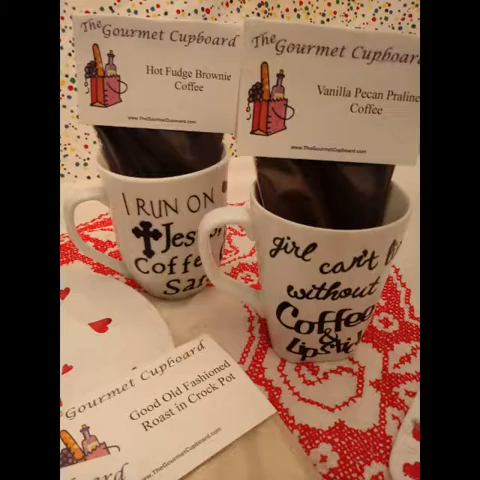 The Gourmet Cupboard
Hot Fudge Brownie
Coffee
www.TheGourmetCupboard.com
The Gourmet Cupboard
Vanilla Pecan Praline
Coffee
www.TheGourmetCupboard.com
I RUN ON
Jes
Coffe
girl can't li
without
Coffee
&
Lipstic
Gourmet Cupboard
Good Old Fashioned
Roast in Crock Pot
www.TheGourmetCupboard.com